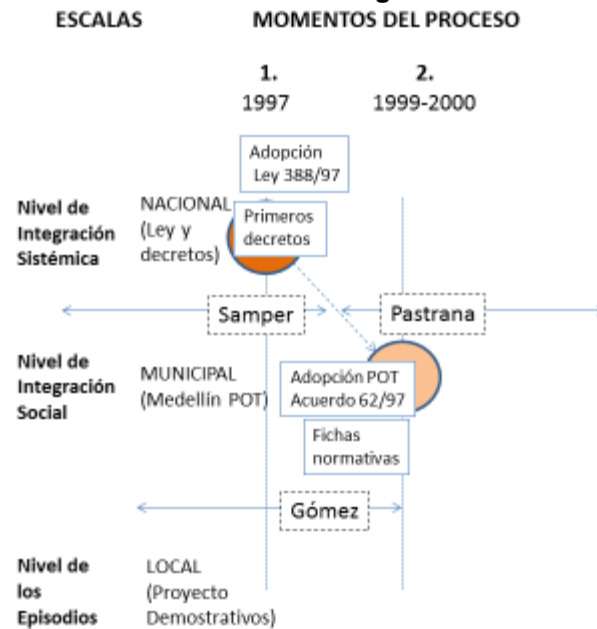 ESCALAS
MOMENTOS DEL PROCESO
1.
1997
2.
1999-2000
Adopción
Ley 388/97
Nivel de
Integración
Sistémica
NACIONAL
(Ley y
decretos)
Primeros
decretos
Samper
Pastrana
Nivel de
Integración
Social
MUNICIPAL
(Medellín POT)
Adopción POT
Acuerdo 62/97
Fichas
normativas
Gómez
Nivel de
los
Episodios
LOCAL
(Proyecto
Demostrativos)